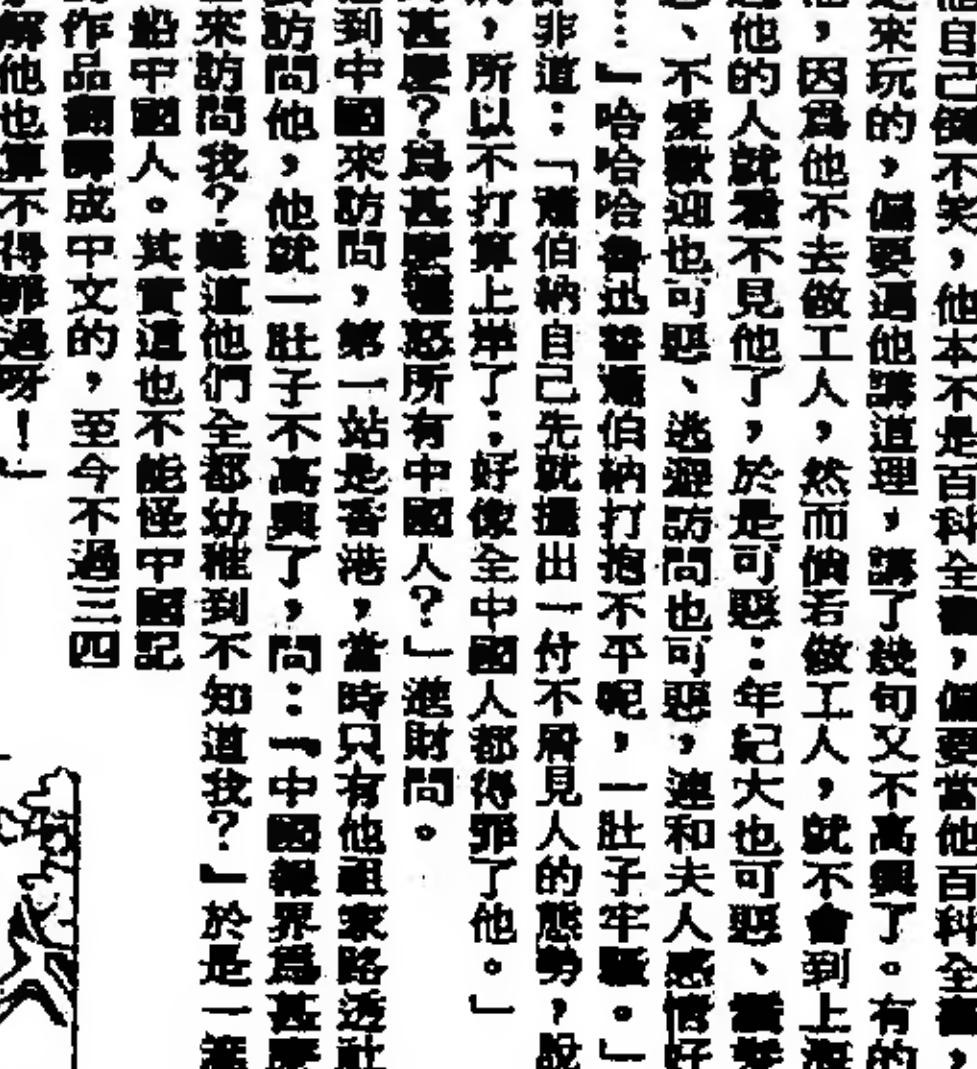 他自己倒不笑，他本不是百科全書，偏要當他百科全書，
是來玩的，偏要逼他講道理，講了幾句又不高興了。有的
，因爲他不去做工人，然而倘若做工人，就不會到上海
他的人就看不見他了，於是可惡：年紀大也可惡、鬚髮
、不愛歡迎也可惡、逃避訪問也可惡，連和夫人感情好
…』哈哈哈魯迅替蕭伯納打抱不平呢，一肚子牢騷。」
非道：「蕭伯納自己先就擺出一付不屑見人的態勢，說
，所以不打算上岸了；好像全中國人都得罪了他。」
甚麼？爲甚麼遷怒所有中國人？」進財問。
到中國來訪問，第一站是香港，當時只有他祖家路透社
訪問他，他就一肚子不高興了，問：『中國報界爲甚麼
來訪問我？難道他們全都幼稚到不知道我？』於是一
船中國人。其實這也不能怪中國記
作品翻譯成中文的，至今不過三四
解他也算不得罪過呀！」